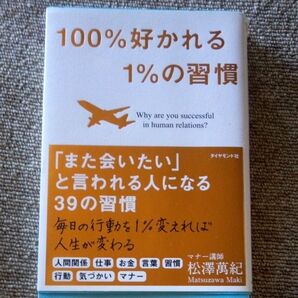 100%好かれる
1%の習慣
Why are you successful
in human relations?
ダイヤモンド社
「また会いたい」
と言われる人になる
39の習慣
毎日の行動を1%変えれば
人生が変わる
人間関係 仕事 お金 言葉 習慣
行動 気づかい マナー
マナー講師
松澤萬紀
Matsuzawa Maki